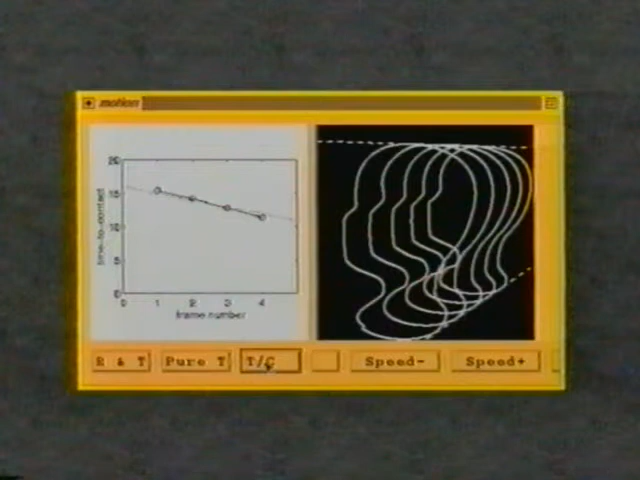 motion
20
15
10
5
0
time-to-contact
0 1 2 3 4
frame number
R & T Pure T T/C Speed- Speed+